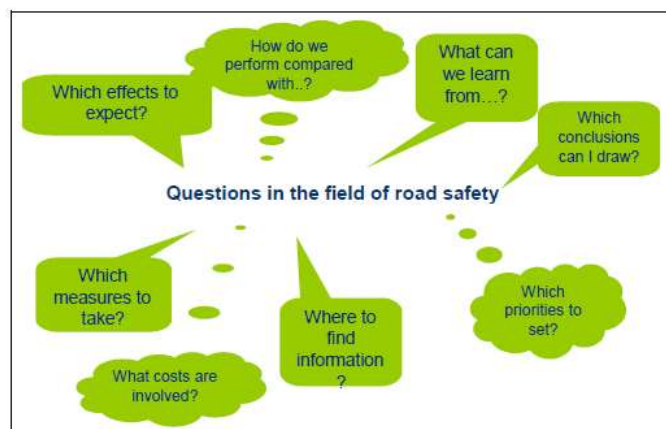 How do we
perform compared
with..?
What can
we learn
from…?
Which effects to
expect?
Which
conclusions
can I draw?
Questions in the field of road safety
Which
measures to
take?
Where to
find
information
?
Which
priorities to
set?
What costs are
involved?